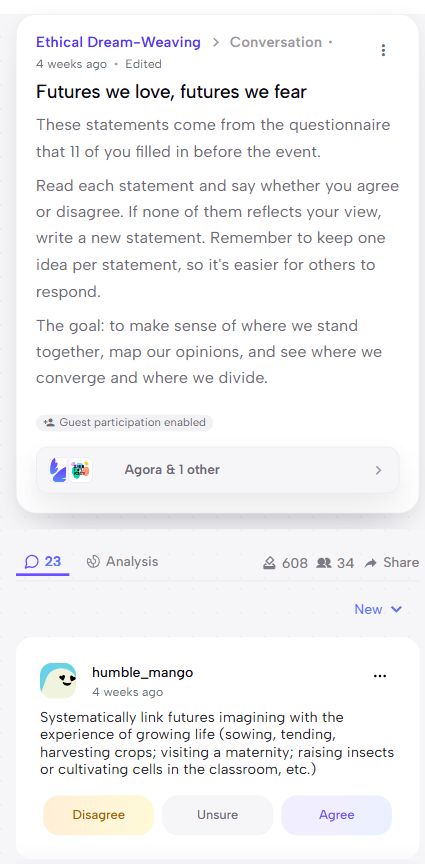 Ethical Dream-Weaving > Conversation •
4 weeks ago • Edited
Futures we love, futures we fear
These statements come from the questionnaire
that 11 of you filled in before the event.
Read each statement and say whether you agree
or disagree. If none of them reflects your view,
write a new statement. Remember to keep one
idea per statement, so it's easier for others to
respond.
The goal: to make sense of where we stand
together, map our opinions, and see where we
converge and where we divide.
Guest participation enabled
Agora & 1 other
23 Analysis 608 34 Share
New
humble_mango
4 weeks ago
Systematically link futures imagining with the
experience of growing life (sowing, tending,
harvesting crops; visiting a maternity; raising insects
or cultivating cells in the classroom, etc.)
Disagree Unsure Agree